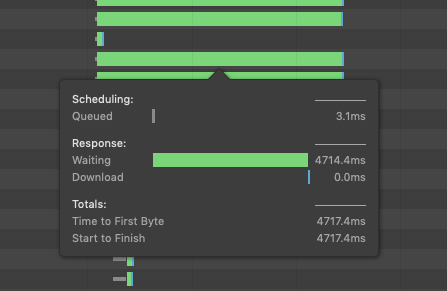 Scheduling:
Queued 3.1ms
Response:
Waiting 4714.4ms
Download 0.0ms
Totals:
Time to First Byte 4717.4ms
Start to Finish 4717.4ms